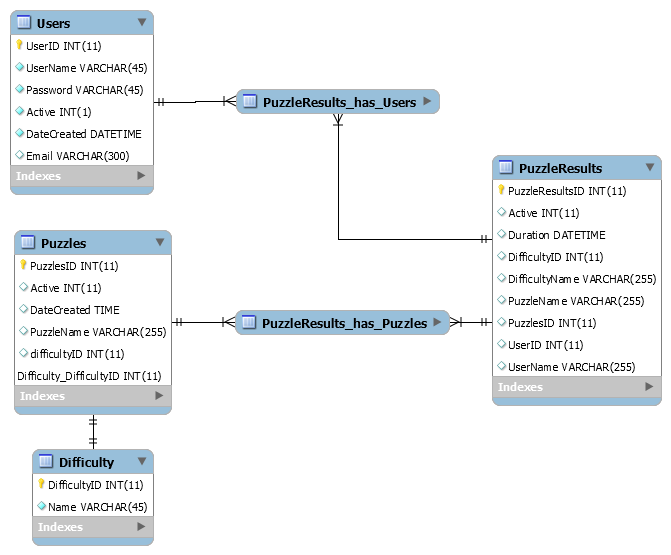 Users
UserID INT(11)
UserName VARCHAR(45)
Password VARCHAR(45)
Active INT(1)
DateCreated DATETIME
Email VARCHAR(300)
Indexes
PuzzleResults_has_Users
PuzzleResults
PuzzleResultsID INT(11)
Active INT(11)
Duration DATETIME
DifficultyID INT(11)
DifficultyName VARCHAR(255)
PuzzleName VARCHAR(255)
PuzzlesID INT(11)
UserID INT(11)
UserName VARCHAR(255)
Indexes
Puzzles
PuzzlesID INT(11)
Active INT(11)
DateCreated TIME
PuzzleName VARCHAR(255)
difficultyID INT(11)
Difficulty_DifficultyID INT(11)
Indexes
PuzzleResults_has_Puzzles
Difficulty
DifficultyID INT(11)
Name VARCHAR(45)
Indexes